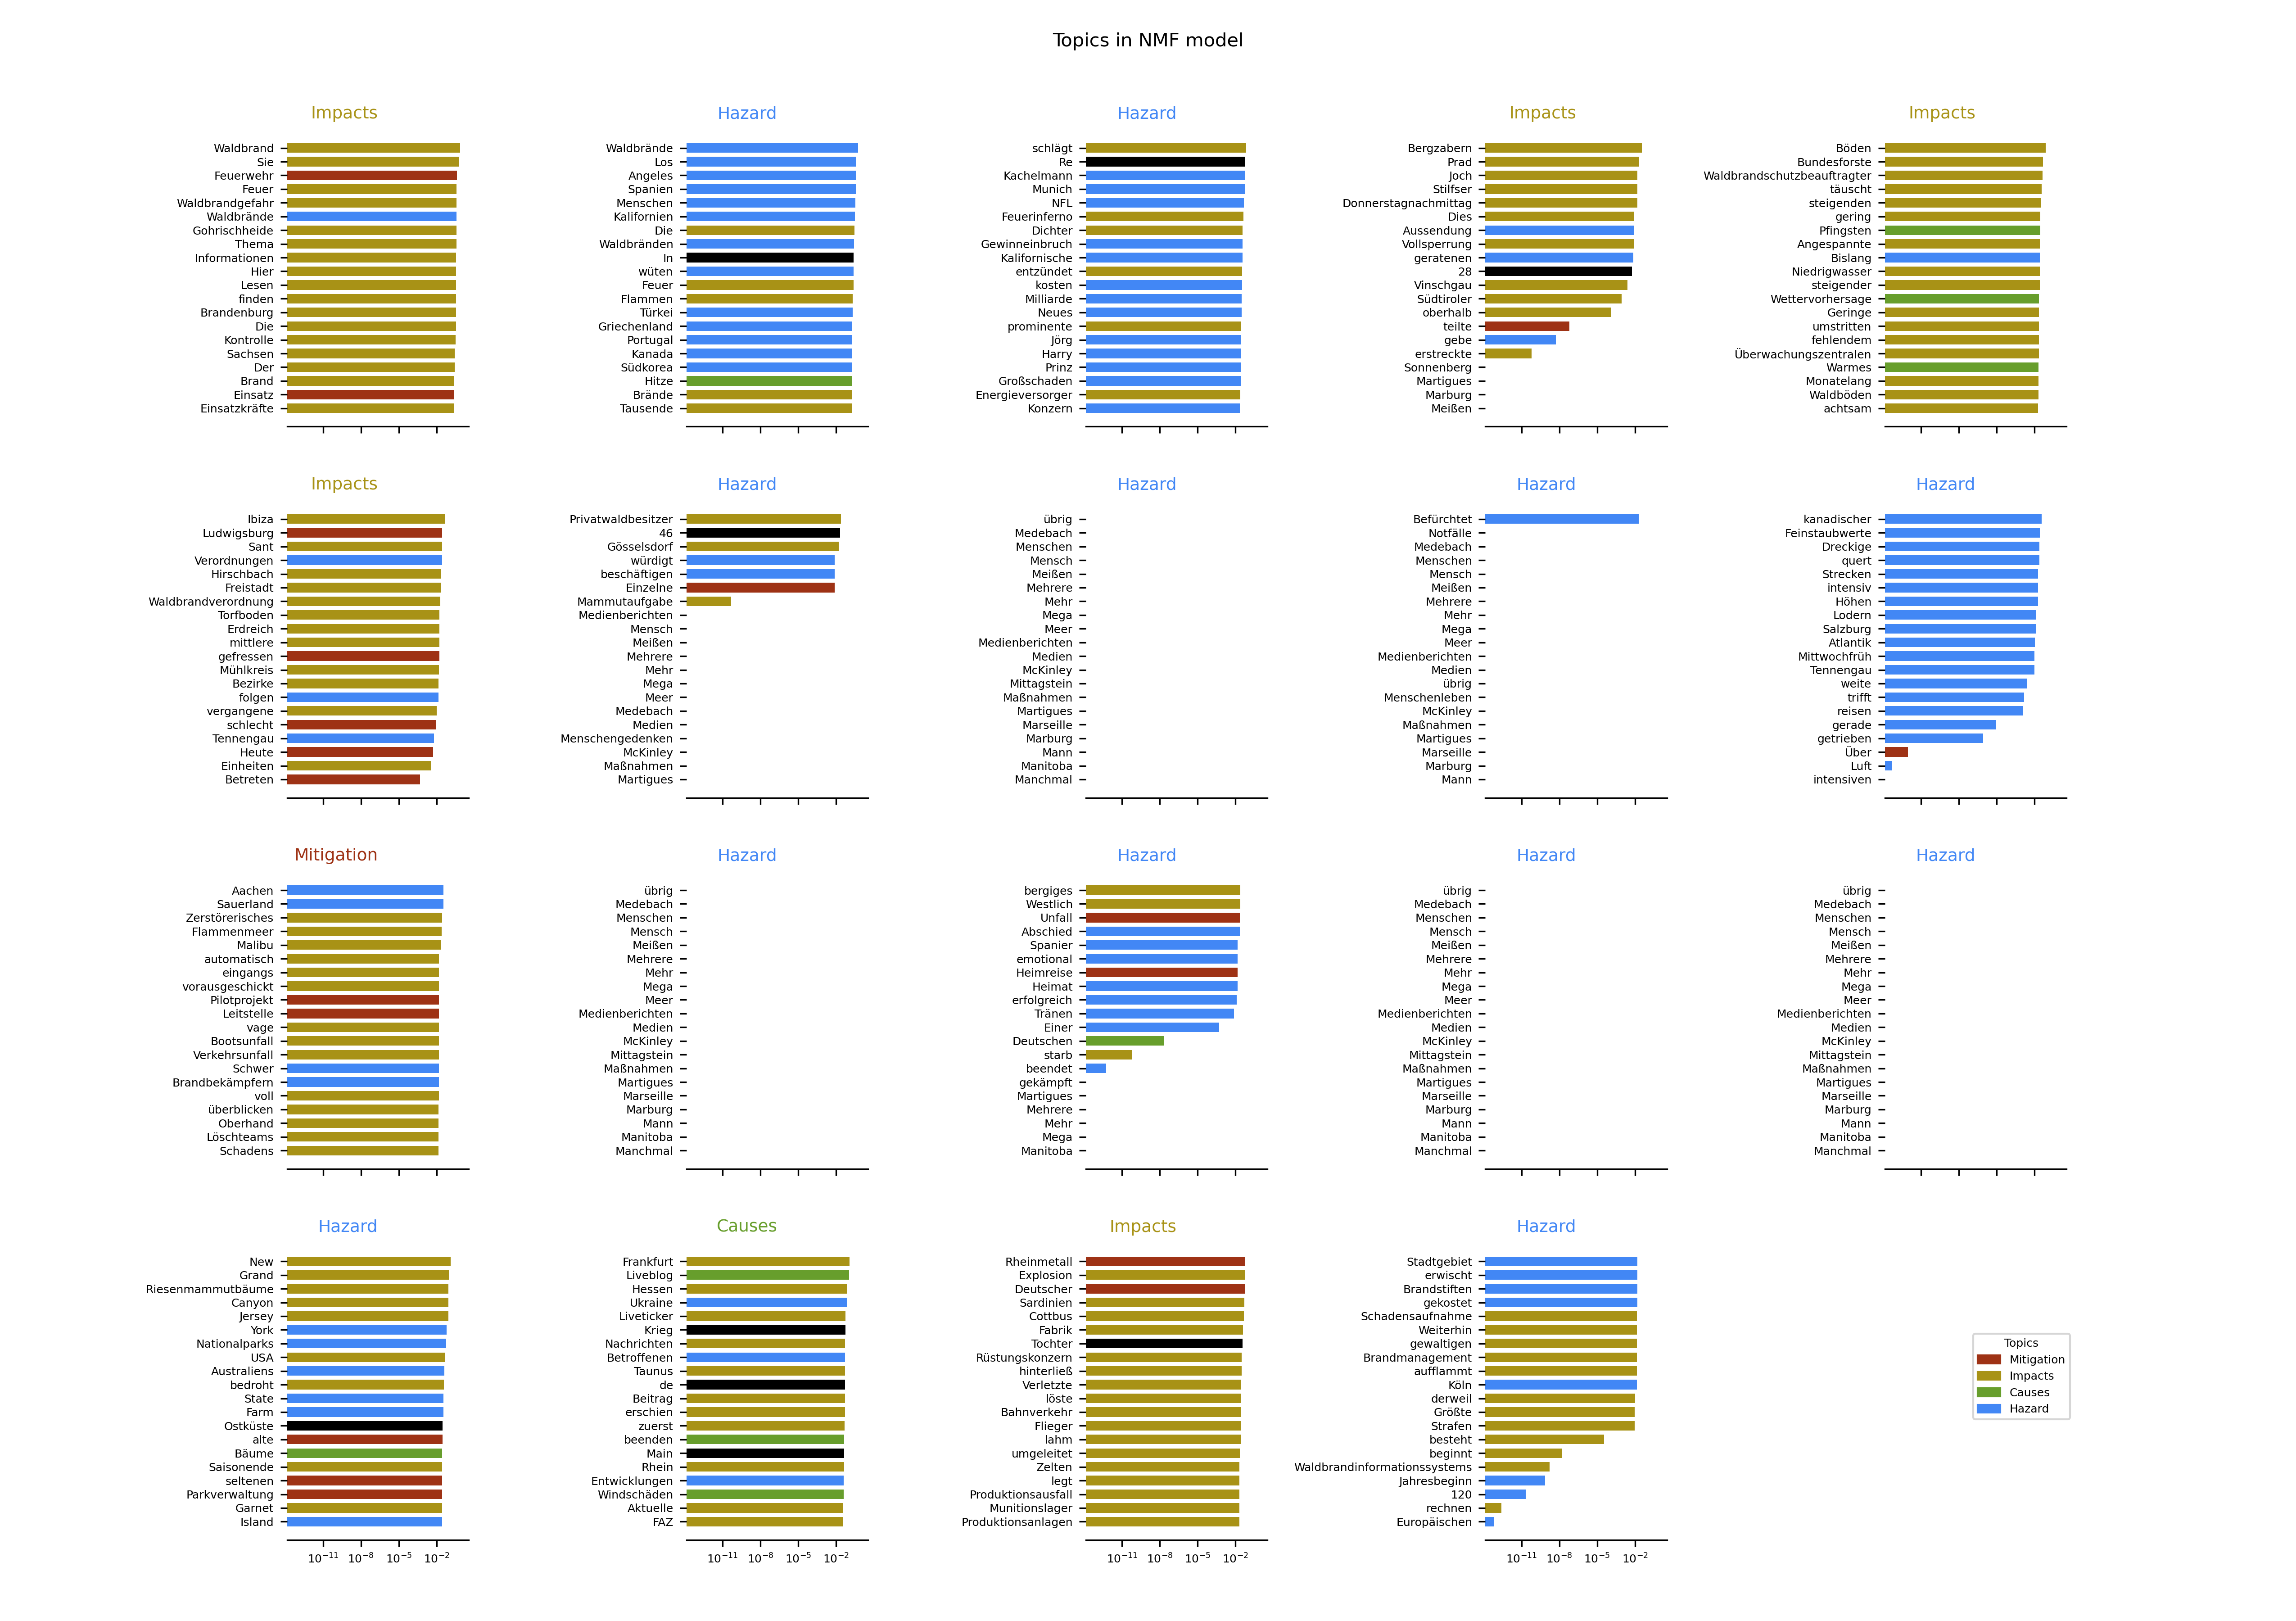 Topics in NMF model
Impacts
Waldbrand
Sie
Feuerwehr
Feuer
Waldbrandgefahr
Waldbrände
Gohrischheide
Thema
Informationen
Hier
Lesen
finden
Brandenburg
Die
Kontrolle
Sachsen
Der
Brand
Einsatz
Einsatzkräfte
Hazard
Waldbrände
Los
Angeles
Spanien
Menschen
Kalifornien
Die
Waldbränden
In
wüten
Feuer
Flammen
Türkei
Griechenland
Portugal
Kanada
Südkorea
Hitze
Brände
Tausende
Hazard
schlägt
Re
Kachelmann
Munich
NFL
Feuerinferno
Dichter
Gewinneinbruch
Kalifornische
entzündet
kosten
Milliarde
Neues
prominente
Jörg
Harry
Prinz
Großschaden
Energieversorger
Konzern
Impacts
Bergzabern
Prad
Joch
Stilfser
Donnerstagnachmittag
Dies
Aussendung
Vollsperrung
geratenen
28
Vinschgau
Südtiroler
oberhalb
teilte
gebe
erstreckte
Sonnenberg
Martigues
Marburg
Meißen
Impacts
Böden
Bundesforste
Waldbrandschutzbeauftragter
täuscht
steigenden
gering
Pfingsten
Angespannte
Bislang
Niedrigwasser
steigender
Wettervorhersage
Geringe
umstritten
fehlendem
Überwachungszentralen
Warmes
Monatelang
Waldböden
achtsam
Impacts
Ibiza
Ludwigsburg
Sant
Verordnungen
Hirschbach
Freistadt
Waldbrandverordnung
Torfboden
Erdreich
mittlere
gefressen
Mühlkreis
Bezirke
folgen
vergangene
schlecht
Tennengau
Heute
Einheiten
Betreten
Hazard
Privatwaldbesitzer
46
Gösselsdorf
würdigt
beschäftigen
Einzelne
Mammutaufgabe
Medienberichten
Mensch
Meißen
Mehrere
Mehr
Mega
Meer
Medebach
Medien
Menschengedenken
McKinley
Maßnahmen
Martigues
Hazard
übrig
Medebach
Menschen
Mensch
Meißen
Mehrere
Mehr
Mega
Meer
Medienberichten
Medien
McKinley
Mittagstein
Maßnahmen
Martigues
Marseille
Marburg
Mann
Manitoba
Manchmal
Hazard
Befürchtet
Notfälle
Medebach
Menschen
Mensch
Meißen
Mehrere
Mehr
Mega
Meer
Medienberichten
Medien
übrig
Menschenleben
McKinley
Maßnahmen
Martigues
Marseille
Marburg
Mann
Hazard
kanadischer
Feinstaubwerte
Dreckige
quert
Strecken
intensiv
Höhen
Lodern
Salzburg
Atlantik
Mittwochfrüh
Tennengau
weite
trifft
reisen
gerade
getrieben
Über
Luft
intensiven
Mitigation
Aachen
Sauerland
Zerstörerisches
Flammenmeer
Malibu
automatisch
eingangs
vorausgeschickt
Pilotprojekt
Leitstelle
vage
Bootsunfall
Verkehrsunfall
Schwer
Brandbekämpfern
voll
überblicken
Oberhand
Löschteams
Schadens
Hazard
übrig
Medebach
Menschen
Mensch
Meißen
Mehrere
Mehr
Mega
Meer
Medienberichten
Medien
McKinley
Mittagstein
Maßnahmen
Martigues
Marseille
Marburg
Mann
Manitoba
Manchmal
Hazard
bergiges
Westlich
Unfall
Abschied
Spanier
emotional
Heimreise
Heimat
erfolgreich
Tränen
Einer
Deutschen
starb
beendet
gekämpft
Martigues
Mehrere
Mehr
Mega
Manitoba
Hazard
übrig
Medebach
Menschen
Mensch
Meißen
Mehrere
Mehr
Mega
Meer
Medienberichten
Medien
McKinley
Mittagstein
Maßnahmen
Martigues
Marseille
Marburg
Mann
Manitoba
Manchmal
Hazard
übrig
Medebach
Menschen
Mensch
Meißen
Mehrere
Mehr
Mega
Meer
Medienberichten
Medien
McKinley
Mittagstein
Maßnahmen
Martigues
Marseille
Marburg
Mann
Manitoba
Manchmal
Hazard
New
Grand
Riesenmammutbäume
Canyon
Jersey
York
Nationalparks
USA
Australiens
bedroht
State
Farm
Ostküste
alte
Bäume
Saisonende
seltenen
Parkverwaltung
Garnet
Island
10⁻¹¹ 10⁻⁸ 10⁻⁵ 10⁻²
Causes
Frankfurt
Liveblog
Hessen
Ukraine
Liveticker
Krieg
Nachrichten
Betroffenen
Taunus
de
Beitrag
erschien
zuerst
beenden
Main
Rhein
Entwicklungen
Windschäden
Aktuelle
FAZ
10⁻¹¹ 10⁻⁸ 10⁻⁵ 10⁻²
Impacts
Rheinmetall
Explosion
Deutscher
Sardinien
Cottbus
Fabrik
Tochter
Rüstungskonzern
hinterließ
Verletzte
löste
Bahnverkehr
Flieger
lahm
umgeleitet
Zelten
legt
Produktionsausfall
Munitionslager
Produktionsanlagen
10⁻¹¹ 10⁻⁸ 10⁻⁵ 10⁻²
Hazard
Stadtgebiet
erwischt
Brandstiften
gekostet
Schadensaufnahme
Weiterhin
gewaltigen
Brandmanagement
aufflammt
Köln
derweil
Größte
Strafen
besteht
beginnt
Waldbrandinformationssystems
Jahresbeginn
120
rechnen
Europäischen
10⁻¹¹ 10⁻⁸ 10⁻⁵ 10⁻²
Topics
Mitigation
Impacts
Causes
Hazard